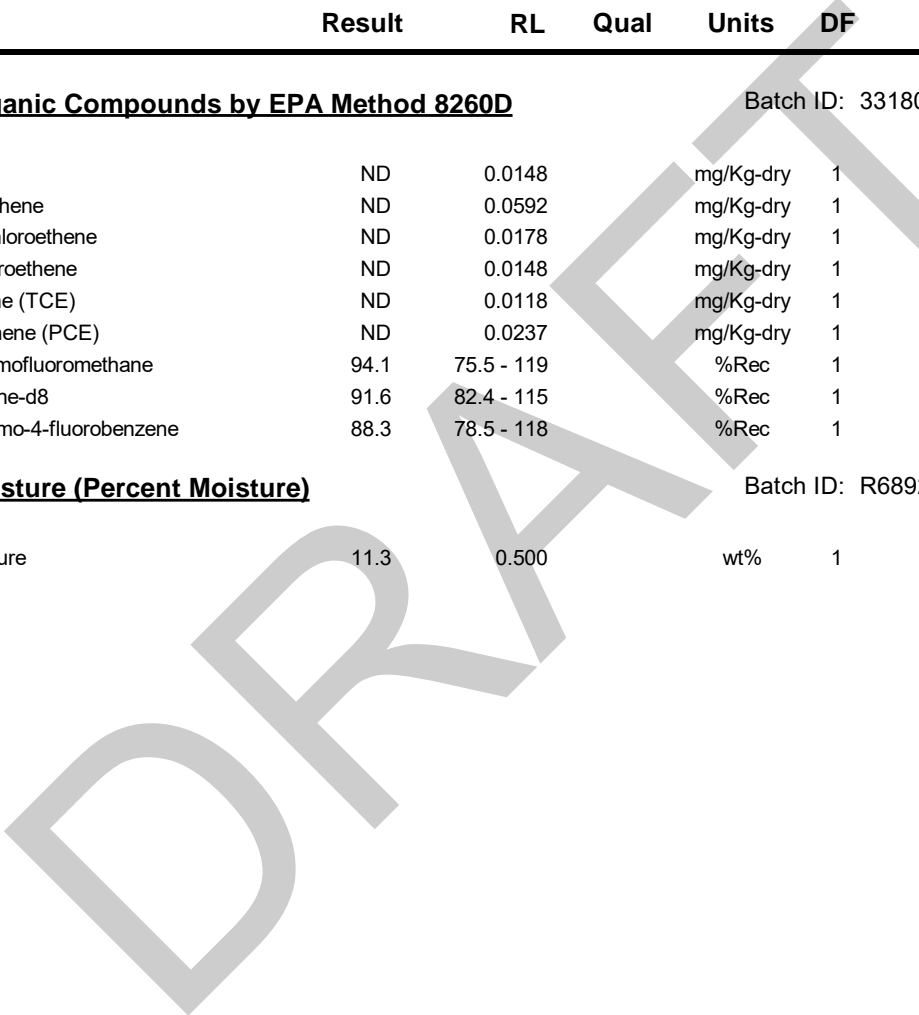 Result RL Qual Units DF
ganic Compounds by EPA Method 8260D Batch ID: 33180
ND 0.0148 mg/Kg-dry 1
hene ND 0.0592 mg/Kg-dry 1
loroethene ND 0.0178 mg/Kg-dry 1
roethene ND 0.0148 mg/Kg-dry 1
e (TCE) ND 0.0118 mg/Kg-dry 1
ene (PCE) ND 0.0237 mg/Kg-dry 1
mofluoromethane 94.1 75.5 - 119 %Rec 1
ne-d8 91.6 82.4 - 115 %Rec 1
mo-4-fluorobenzene 88.3 78.5 - 118 %Rec 1
sture (Percent Moisture) Batch ID: R689
ure 11.3 0.500 wt% 1
DRAFT